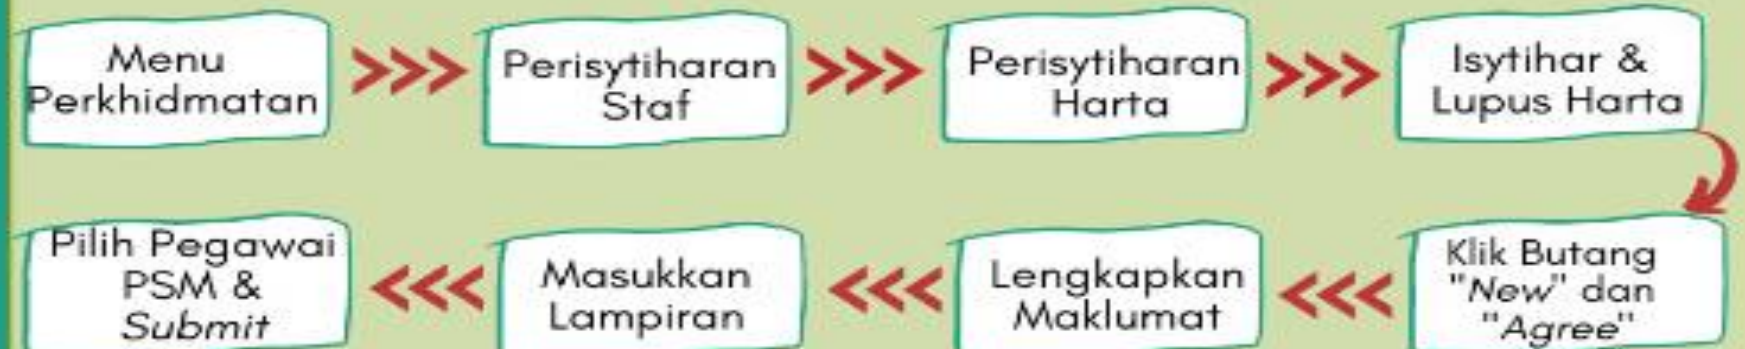 Menu
Perkhidmatan
Perisytiharan
Staf
Perisytiharan
Harta
Isytihar &
Lupus Harta
Klik Butang
"New" dan
"Agree"
Lengkapkan
Maklumat
Masukkan
Lampiran
Pilih Pegawai
PSM &
Submit